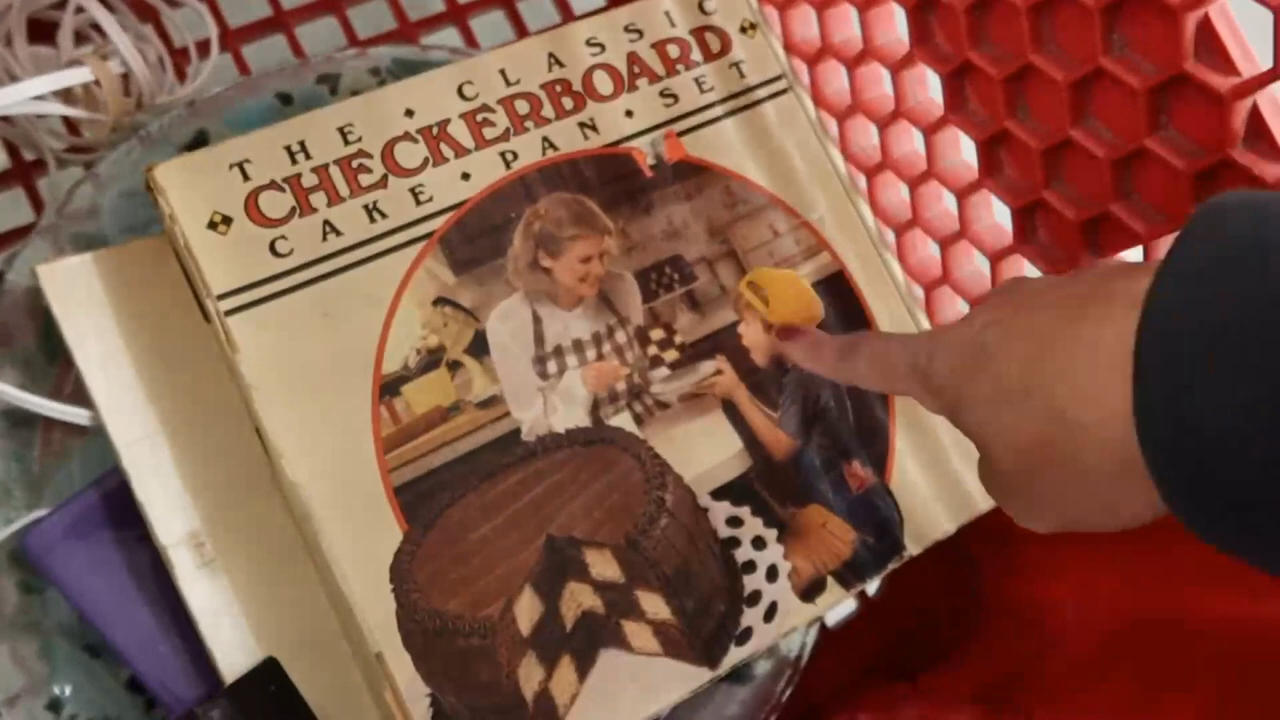 THE • CLASSIC
CHECKERBOARD
CAKE • PAN • SET